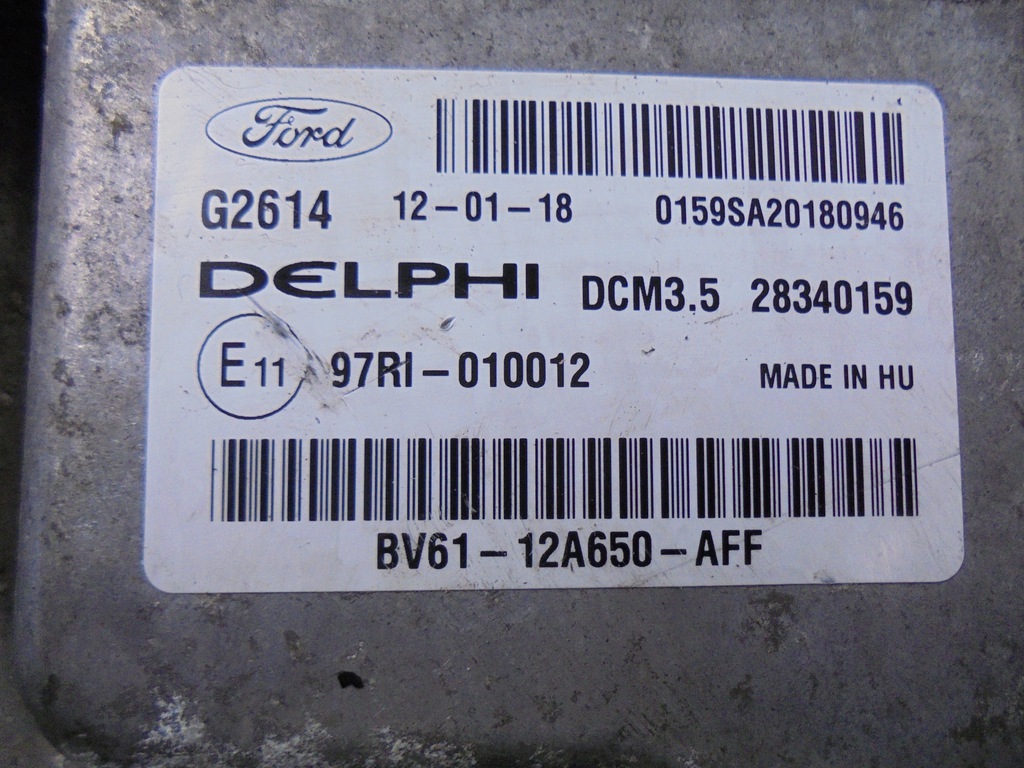 Ford
G2614 12-01-18 0159SA20180946
DELPHI DCM3.5 28340159
E11 97RI-010012 MADE IN HU
BV61-12A650-AFF